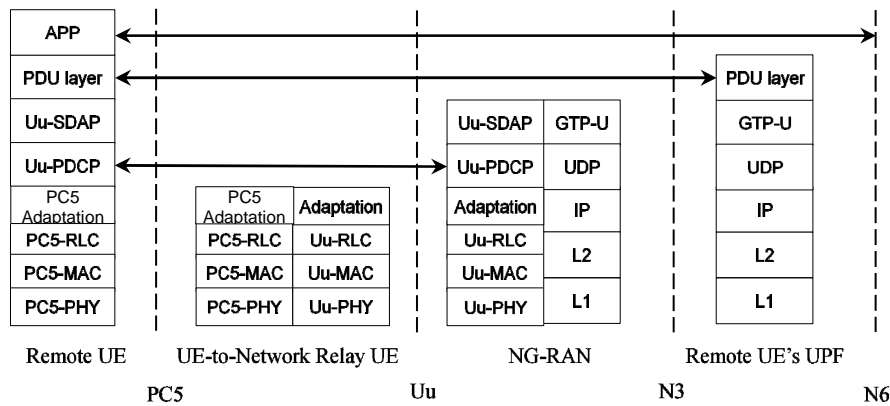 APP
PDU layer
Uu-SDAP
Uu-PDCP
PC5
Adaptation
PC5-RLC
PC5-MAC
PC5-PHY
PC5
Adaptation
Adaptation
PC5-RLC
Uu-RLC
PC5-MAC
Uu-MAC
PC5-PHY
Uu-PHY
Uu-SDAP
GTP-U
Uu-PDCP
UDP
Adaptation
IP
Uu-RLC
L2
Uu-MAC
Uu-PHY
L1
PDU layer
GTP-U
UDP
IP
L2
L1
Remote UE
UE-to-Network Relay UE
NG-RAN
Remote UE’s UPF
PC5
Uu
N3
N6